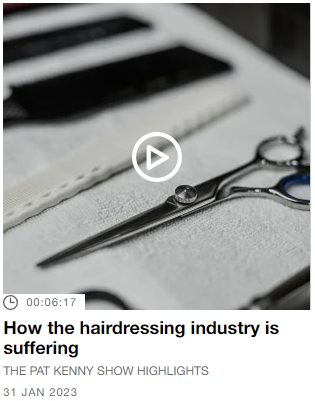 00:06:17
How the hairdressing industry is
suffering
THE PAT KENNY SHOW HIGHLIGHTS
31 JAN 2023